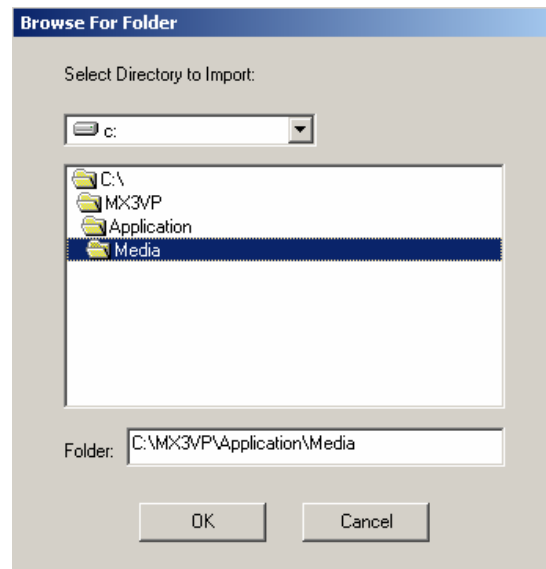 Browse For Folder
Select Directory to Import:
c:
C:\
MX3VP
Application
Media
Folder: C:\MX3VP\Application\Media
OK Cancel